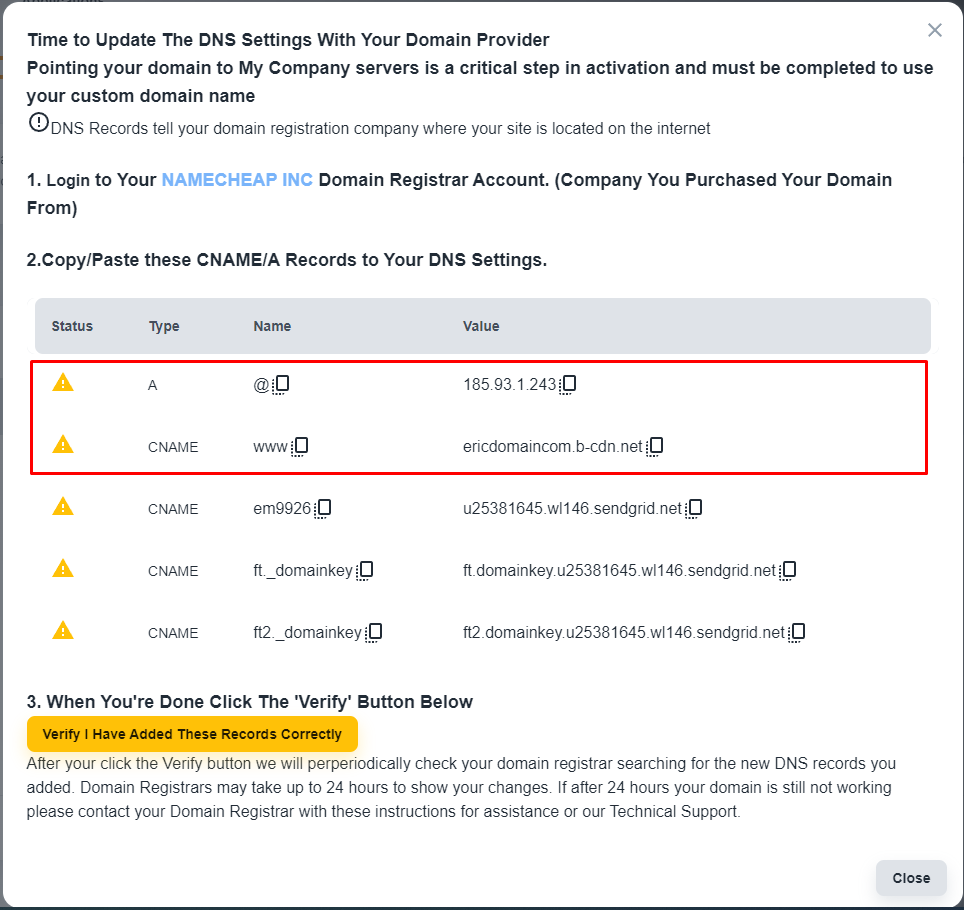 Time to Update The DNS Settings With Your Domain Provider
Pointing your domain to My Company servers is a critical step in activation and must be completed to use
your custom domain name
DNS Records tell your domain registration company where your site is located on the internet
1. Login to Your NAMECHEAP INC Domain Registrar Account. (Company You Purchased Your Domain
From)
2.Copy/Paste these CNAME/A Records to Your DNS Settings.
Status Type Name Value
A @ 185.93.1.243
CNAME www ericdomaincom.b-cdn.net
CNAME em9926 u25381645.wl146.sendgrid.net
CNAME ft._domainkey ft.domainkey.u25381645.wl146.sendgrid.net
CNAME ft2._domainkey ft2.domainkey.u25381645.wl146.sendgrid.net
3. When You're Done Click The 'Verify' Button Below
Verify I Have Added These Records Correctly
After your click the Verify button we will perperiodically check your domain registrar searching for the new DNS records you
added. Domain Registrars may take up to 24 hours to show your changes. If after 24 hours your domain is still not working
please contact your Domain Registrar with these instructions for assistance or our Technical Support.
Close